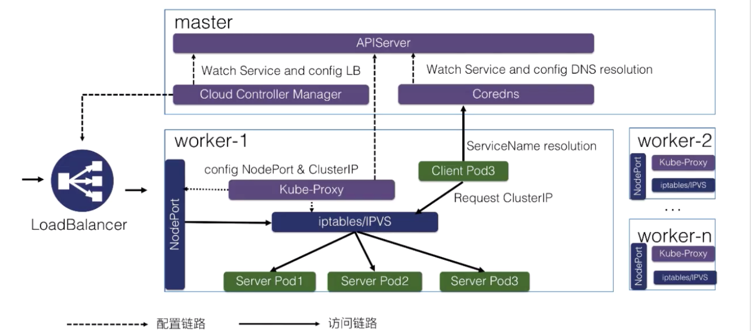 master
APIServer
Watch Service and config LB
Watch Service and config DNS resolution
Cloud Controller Manager
Coredns
worker-1
ServiceName resolution
config NodePort & ClusterIP
Client Pod3
Kube-Proxy
Request ClusterIP
NodePort
iptables/IPVS
LoadBalancer
Server Pod1
Server Pod2
Server Pod3
worker-2
NodePort
Kube-Proxy
iptables/IPVS
...
worker-n
NodePort
Kube-Proxy
iptables/IPVS
配置链路
访问链路